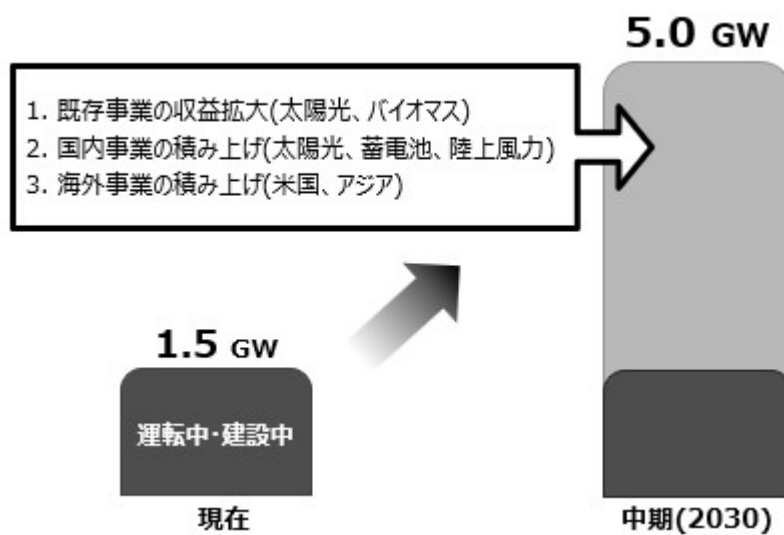 5.0 GW
1. 既存事業の収益拡大(太陽光、バイオマス)
2. 国内事業の積み上げ(太陽光、蓄電池、陸上風力)
3. 海外事業の積み上げ(米国、アジア)
1.5 GW
運転中・建設中
現在
中期(2030)